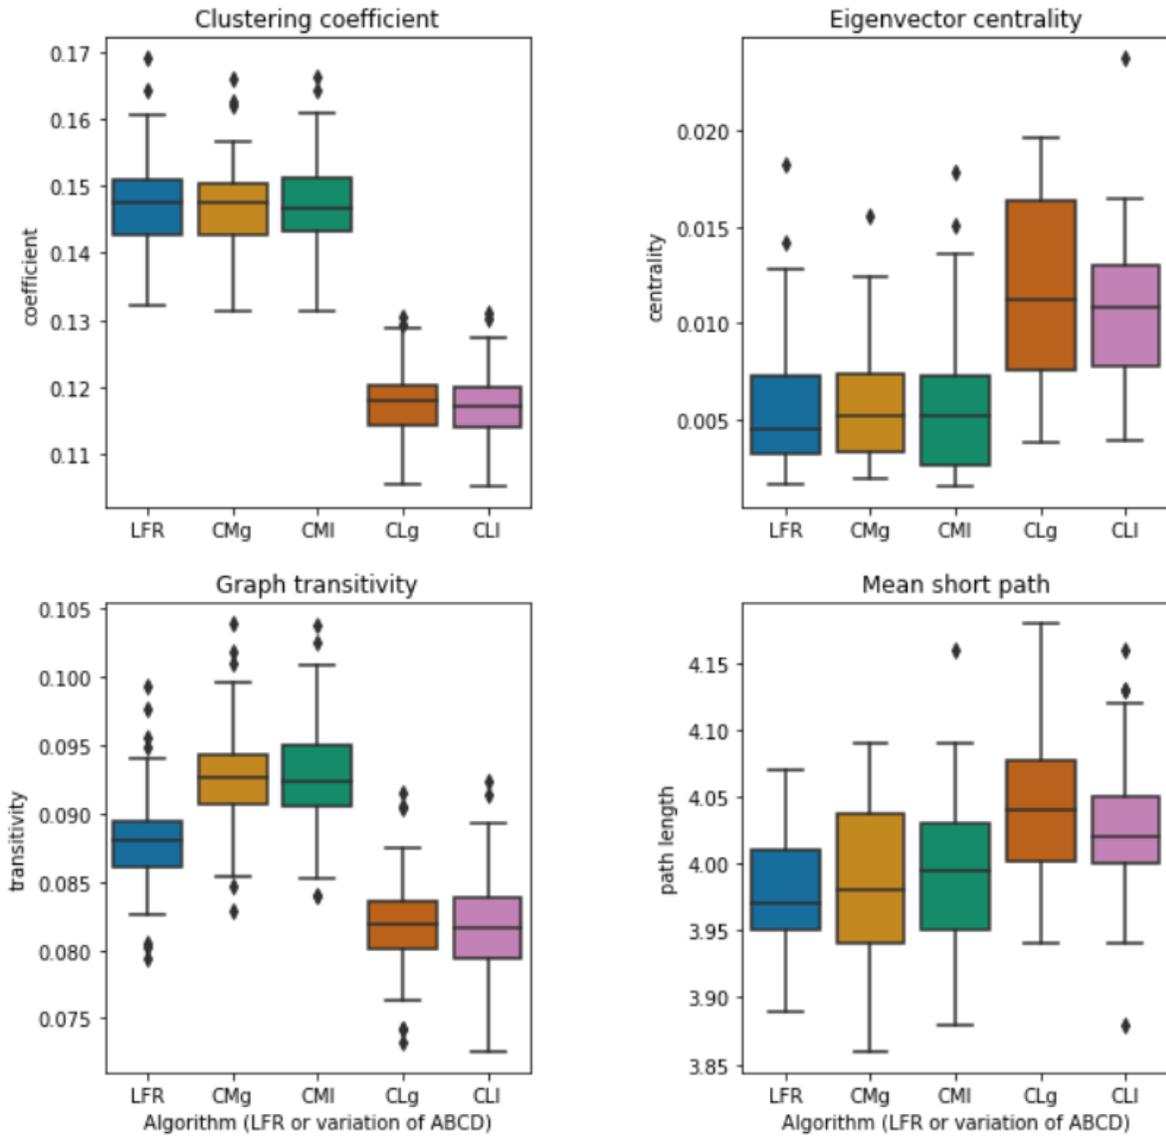 Clustering coefficient
0.17
0.16
0.15
0.14
0.13
0.12
0.11
coefficient
LFR CMg CMl CLg CLl
Eigenvector centrality
0.020
0.015
0.010
0.005
centrality
LFR CMg CMl CLg CLl
Graph transitivity
0.105
0.100
0.095
0.090
0.085
0.080
0.075
transitivity
LFR CMg CMl CLg CLl
Algorithm (LFR or variation of ABCD)
Mean short path
4.15
4.10
4.05
4.00
3.95
3.90
3.85
path length
LFR CMg CMl CLg CLl
Algorithm (LFR or variation of ABCD)